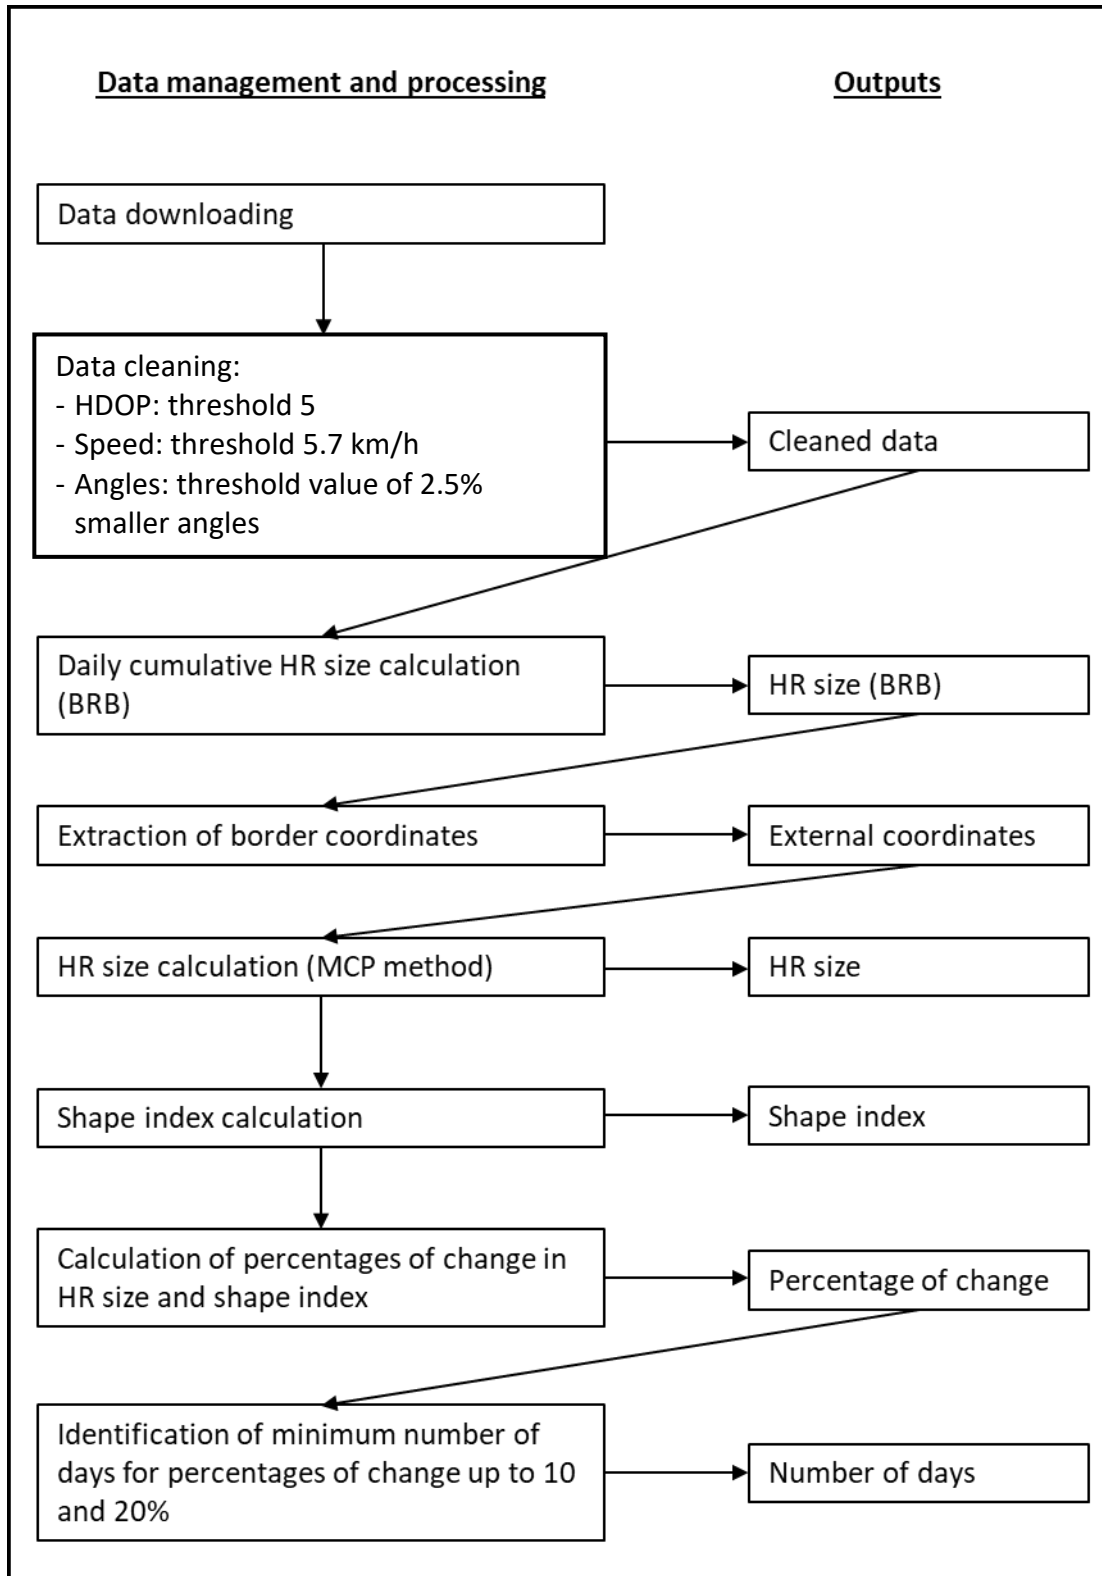 Data management and processing
Outputs
Data downloading
Data cleaning:
- HDOP: threshold 5
- Speed: threshold 5.7 km/h
- Angles: threshold value of 2.5%
smaller angles
Cleaned data
Daily cumulative HR size calculation
(BRB)
HR size (BRB)
Extraction of border coordinates
External coordinates
HR size calculation (MCP method)
HR size
Shape index calculation
Shape index
Calculation of percentages of change in
HR size and shape index
Percentage of change
Identification of minimum number of
days for percentages of change up to 10
and 20%
Number of days